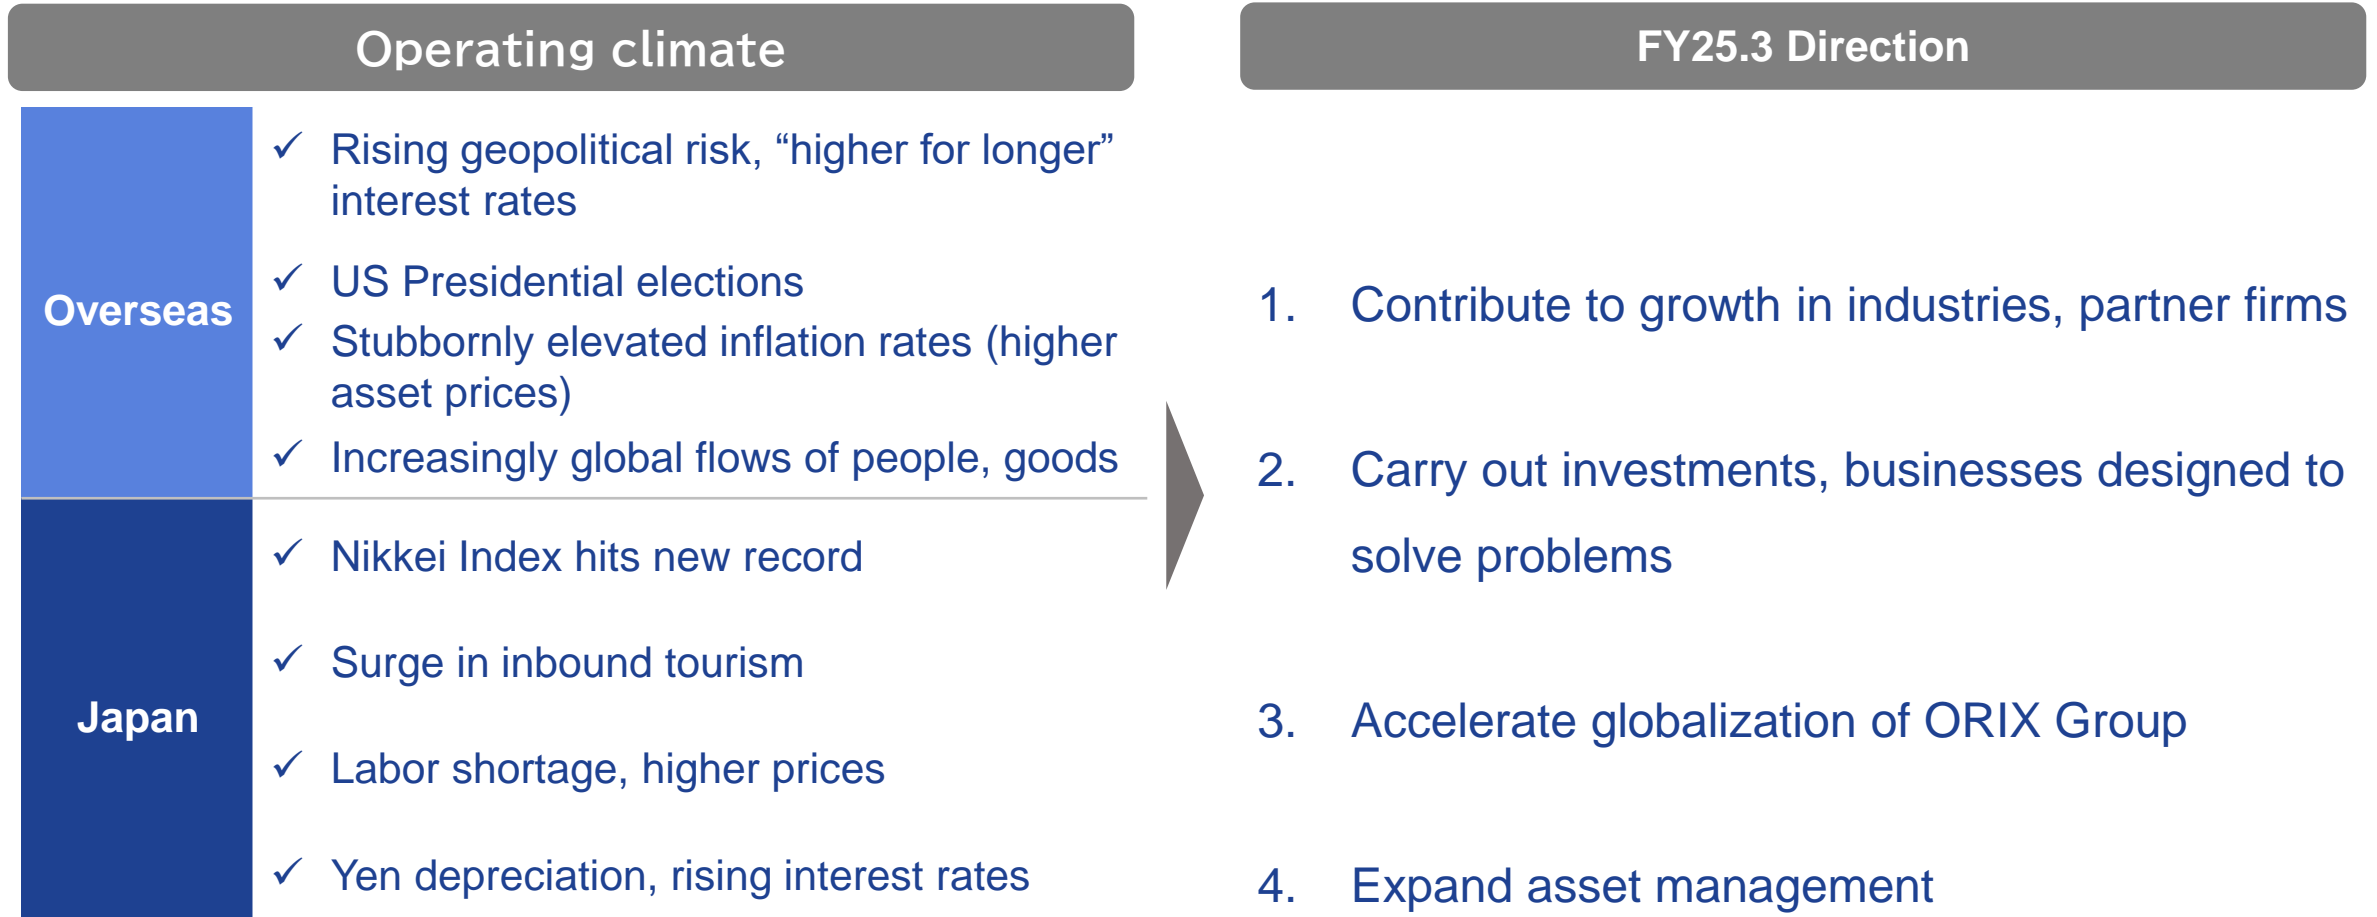 Operating climate
Overseas
✓ Rising geopolitical risk, “higher for longer”
interest rates
✓ US Presidential elections
✓ Stubbornly elevated inflation rates (higher
asset prices)
✓ Increasingly global flows of people, goods
Japan
✓ Nikkei Index hits new record
✓ Surge in inbound tourism
✓ Labor shortage, higher prices
✓ Yen depreciation, rising interest rates
FY25.3 Direction
1. Contribute to growth in industries, partner firms
2. Carry out investments, businesses designed to
solve problems
3. Accelerate globalization of ORIX Group
4. Expand asset management